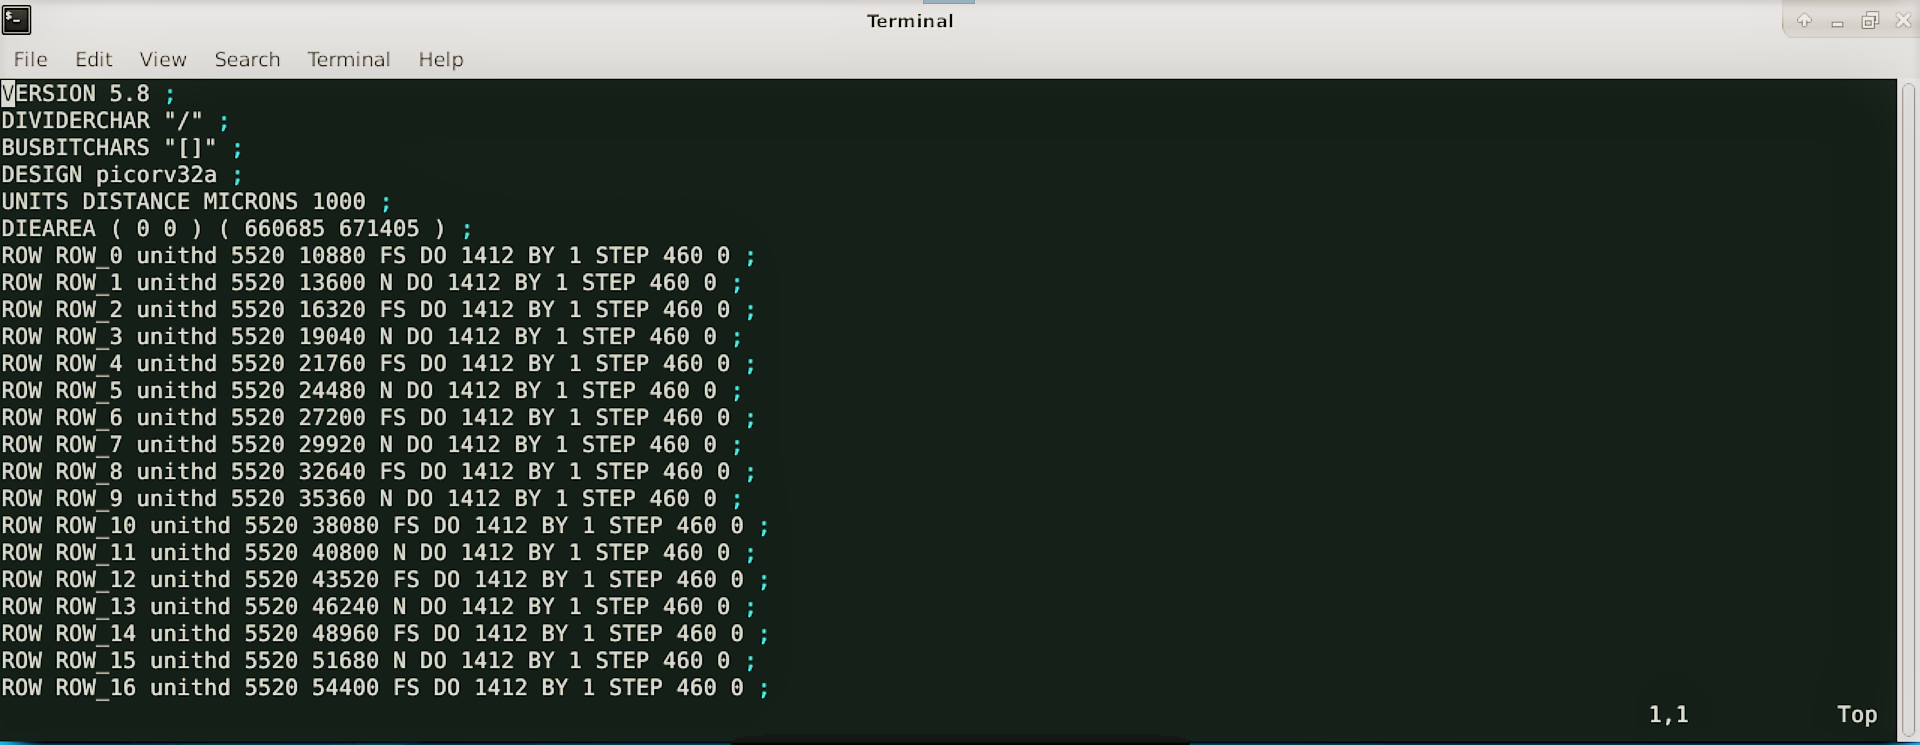 Terminal
File Edit View Search Terminal Help
VERSION 5.8 ;
DIVIDERCHAR "/" ;
BUSBITCHARS "[]" ;
DESIGN picorv32a ;
UNITS DISTANCE MICRONS 1000 ;
DIEAREA ( 0 0 ) ( 660685 671405 ) ;
ROW ROW_0 unithd 5520 10880 FS DO 1412 BY 1 STEP 460 0 ;
ROW ROW_1 unithd 5520 13600 N DO 1412 BY 1 STEP 460 0 ;
ROW ROW_2 unithd 5520 16320 FS DO 1412 BY 1 STEP 460 0 ;
ROW ROW_3 unithd 5520 19040 N DO 1412 BY 1 STEP 460 0 ;
ROW ROW_4 unithd 5520 21760 FS DO 1412 BY 1 STEP 460 0 ;
ROW ROW_5 unithd 5520 24480 N DO 1412 BY 1 STEP 460 0 ;
ROW ROW_6 unithd 5520 27200 FS DO 1412 BY 1 STEP 460 0 ;
ROW ROW_7 unithd 5520 29920 N DO 1412 BY 1 STEP 460 0 ;
ROW ROW_8 unithd 5520 32640 FS DO 1412 BY 1 STEP 460 0 ;
ROW ROW_9 unithd 5520 35360 N DO 1412 BY 1 STEP 460 0 ;
ROW ROW_10 unithd 5520 38080 FS DO 1412 BY 1 STEP 460 0 ;
ROW ROW_11 unithd 5520 40800 N DO 1412 BY 1 STEP 460 0 ;
ROW ROW_12 unithd 5520 43520 FS DO 1412 BY 1 STEP 460 0 ;
ROW ROW_13 unithd 5520 46240 N DO 1412 BY 1 STEP 460 0 ;
ROW ROW_14 unithd 5520 48960 FS DO 1412 BY 1 STEP 460 0 ;
ROW ROW_15 unithd 5520 51680 N DO 1412 BY 1 STEP 460 0 ;
ROW ROW_16 unithd 5520 54400 FS DO 1412 BY 1 STEP 460 0 ;
1,1 Top